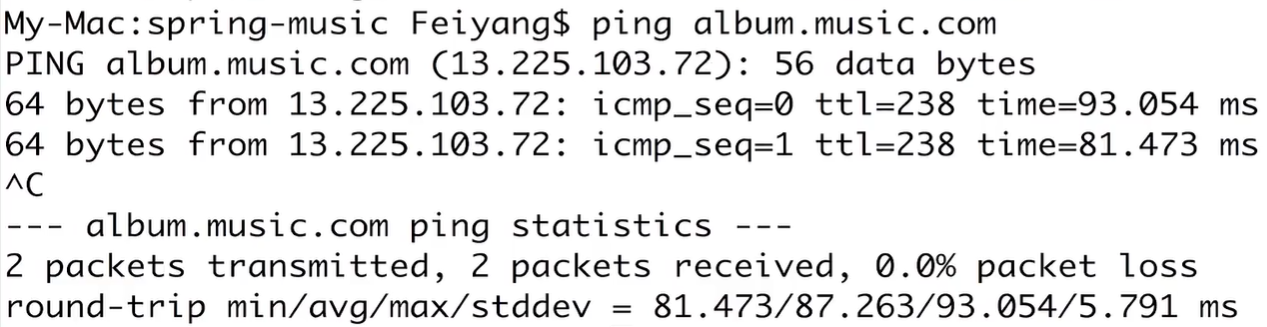 My-Mac:spring-music Feiyang$ ping album.music.com
PING album.music.com (13.225.103.72): 56 data bytes
64 bytes from 13.225.103.72: icmp_seq=0 ttl=238 time=93.054 ms
64 bytes from 13.225.103.72: icmp_seq=1 ttl=238 time=81.473 ms
^C
--- album.music.com ping statistics ---
2 packets transmitted, 2 packets received, 0.0% packet loss
round-trip min/avg/max/stddev = 81.473/87.263/93.054/5.791 ms